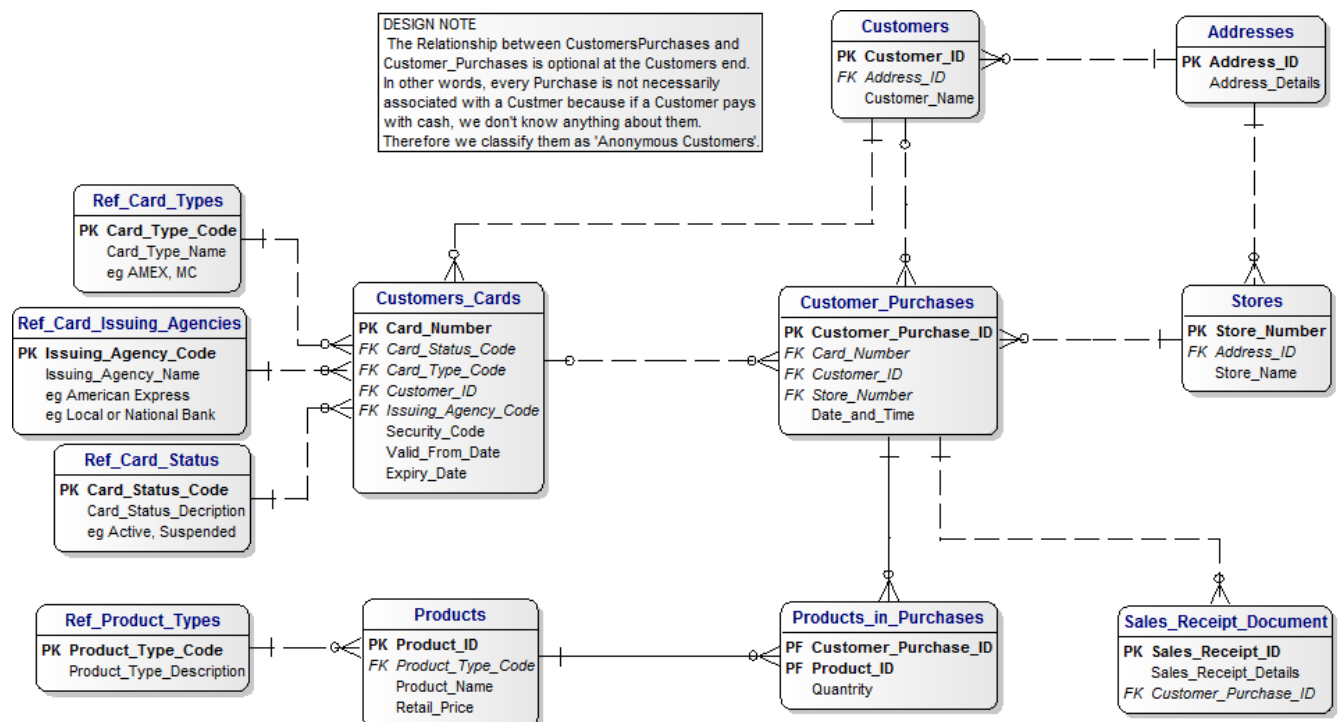 DESIGN NOTE
The Relationship between CustomersPurchases and
Customer_Purchases is optional at the Customers end.
In other words, every Purchase is not necessarily
associated with a Custmer because if a Customer pays
with cash, we don't know anything about them.
Therefore we classify them as 'Anonymous Customers'.
Customers
PK Customer_ID
FK Address_ID
Customer_Name
Addresses
PK Address_ID
Address_Details
Ref_Card_Types
PK Card_Type_Code
Card_Type_Name
eg AMEX, MC
Ref_Card_Issuing_Agencies
PK Issuing_Agency_Code
Issuing_Agency_Name
eg American Express
eg Local or National Bank
Ref_Card_Status
PK Card_Status_Code
Card_Status_Decription
eg Active, Suspended
Customers_Cards
PK Card_Number
FK Card_Status_Code
FK Card_Type_Code
FK Customer_ID
FK Issuing_Agency_Code
Security_Code
Valid_From_Date
Expiry_Date
Customer_Purchases
PK Customer_Purchase_ID
FK Card_Number
FK Customer_ID
FK Store_Number
Date_and_Time
Stores
PK Store_Number
FK Address_ID
Store_Name
Ref_Product_Types
PK Product_Type_Code
Product_Type_Description
Products
PK Product_ID
FK Product_Type_Code
Product_Name
Retail_Price
Products_in_Purchases
PF Customer_Purchase_ID
PF Product_ID
Quantrity
Sales_Receipt_Document
PK Sales_Receipt_ID
Sales_Receipt_Details
FK Customer_Purchase_ID